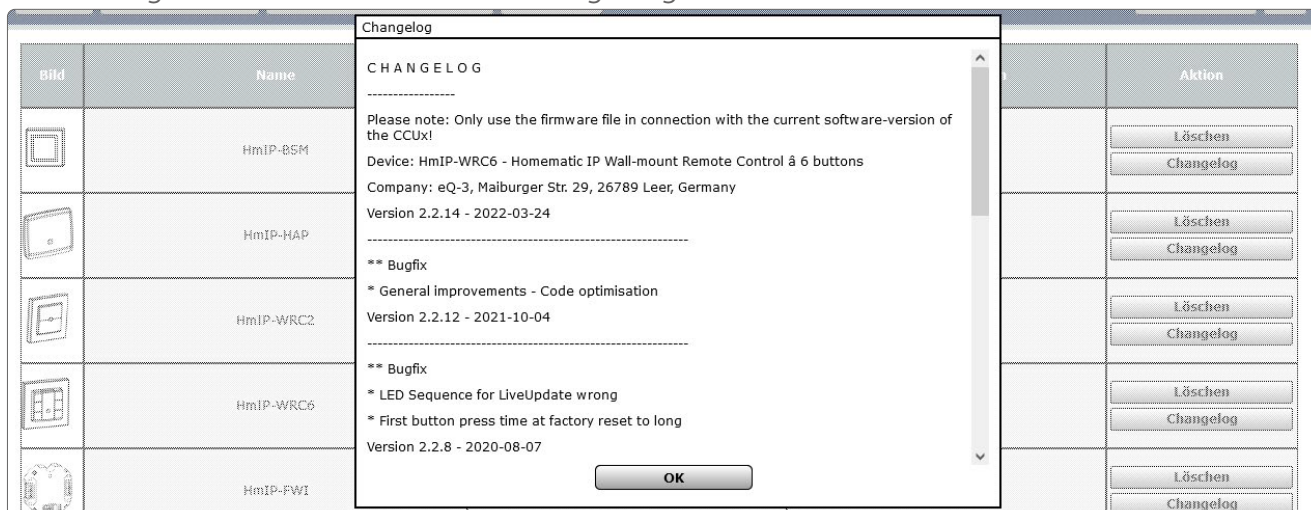 Changelog
C H A N G E L O G
-----------------
Please note: Only use the firmware file in connection with the current software-version of
the CCUx!
Device: HmIP-WRC6 - Homematic IP Wall-mount Remote Control â 6 buttons
Company: eQ-3, Maiburger Str. 29, 26789 Leer, Germany
Version 2.2.14 - 2022-03-24
--------------------------------------------------------------
** Bugfix
* General improvements - Code optimisation
Version 2.2.12 - 2021-10-04
--------------------------------------------------------------
** Bugfix
* LED Sequence for LiveUpdate wrong
* First button press time at factory reset to long
Version 2.2.8 - 2020-08-07
OK
Bild Name Aktion
HmIP-BSM Löschen
Changelog
HmIP-HAP Löschen
Changelog
HmIP-WRC2 Löschen
Changelog
HmIP-WRC6 Löschen
Changelog
HmIP-FWI Löschen
Changelog